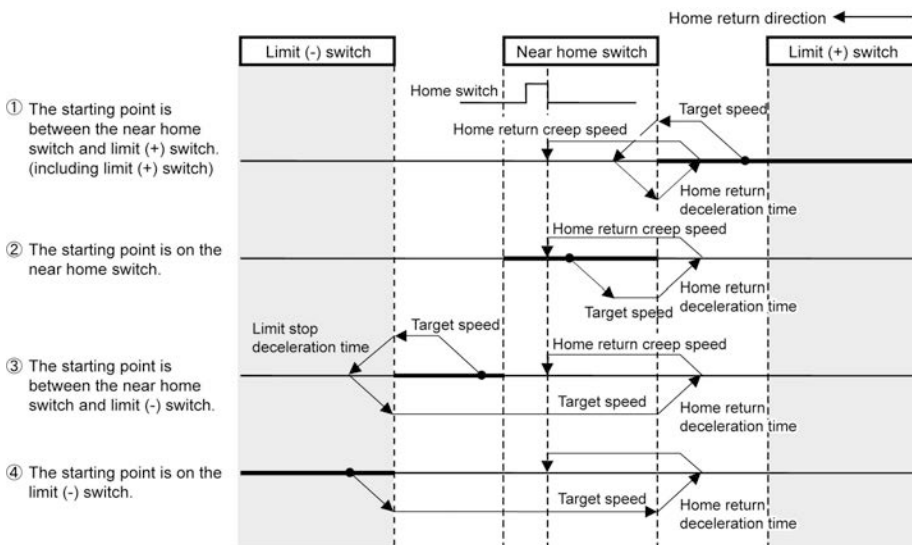 Home return direction
Limit (-) switch
Near home switch
Limit (+) switch
Home switch
① The starting point is
between the near home
switch and limit (+) switch.
(including limit (+) switch)
Target speed
Home return creep speed
Home return
deceleration time
② The starting point is on the
near home switch.
Home return creep speed
Target speed
Home return
deceleration time
③ The starting point is
between the near home
switch and limit (-) switch.
Limit stop
deceleration time
Target speed
Home return creep speed
Target speed
Home return
deceleration time
④ The starting point is on the
limit (-) switch.
Target speed
Home return
deceleration time